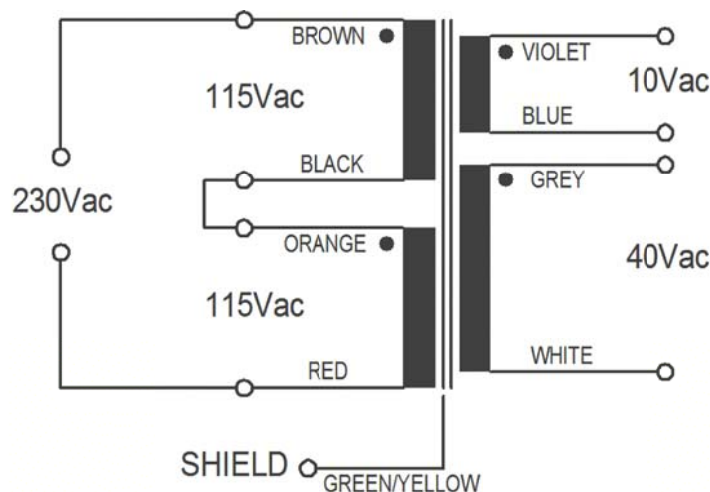 BROWN
VIOLET
115Vac
10Vac
BLUE
BLACK
GREY
230Vac
ORANGE
40Vac
115Vac
WHITE
RED
SHIELD
GREEN/YELLOW